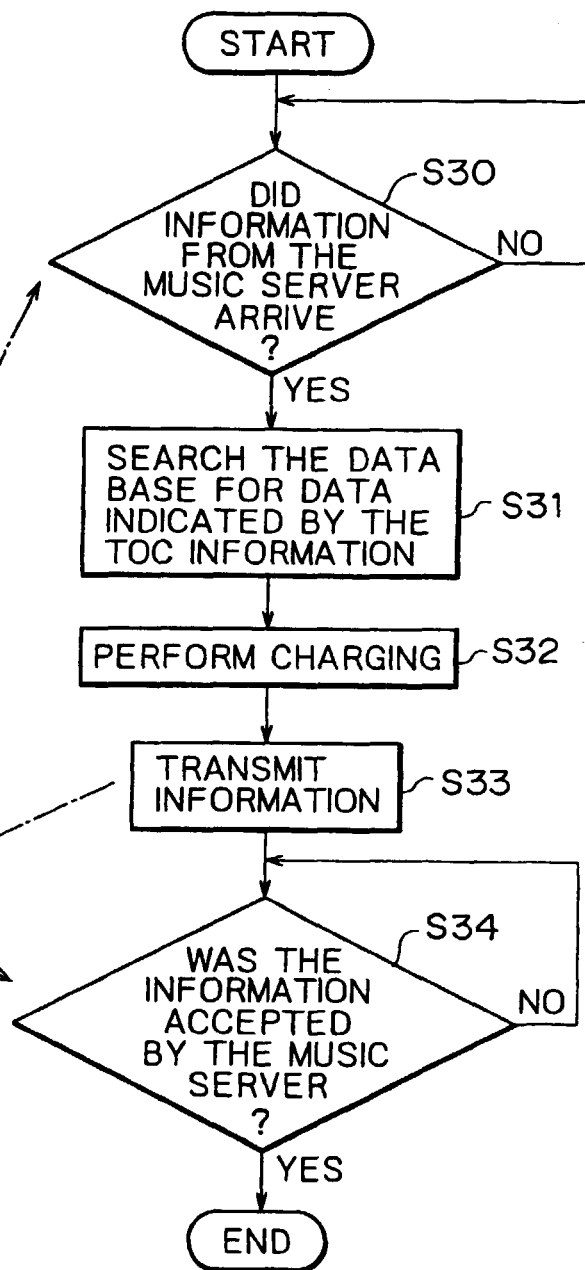 START
S30
DID
INFORMATION
FROM THE
MUSIC SERVER
ARRIVE
?
NO
YES
SEARCH THE DATA
BASE FOR DATA
INDICATED BY THE
TOC INFORMATION
S31
PERFORM CHARGING
S32
TRANSMIT
INFORMATION
S33
S34
WAS THE
INFORMATION
ACCEPTED
BY THE MUSIC
SERVER
?
NO
YES
END